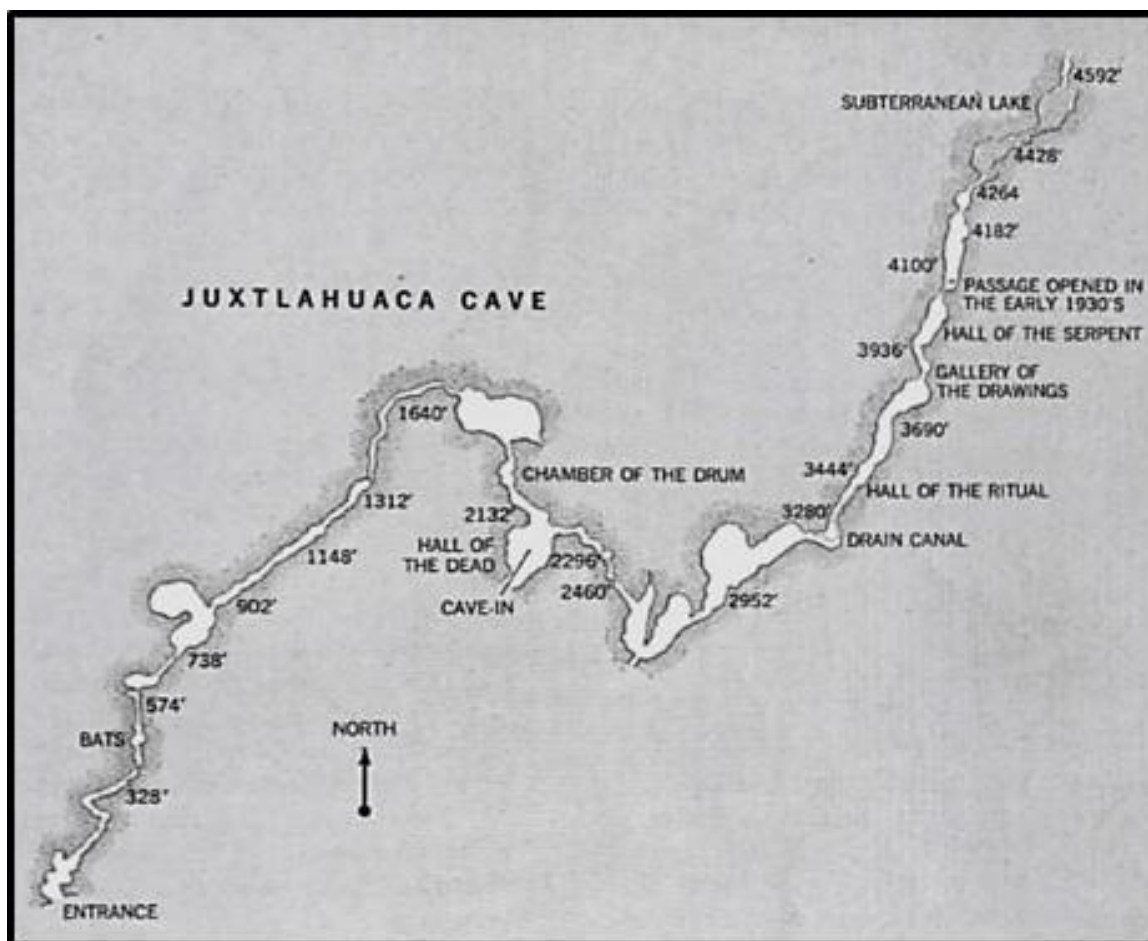 4592'
SUBTERRANEAN LAKE
4428'
4264
4182'
4100'
PASSAGE OPENED IN
THE EARLY 1930'S
JUXTLAHUACA CAVE
HALL OF THE SERPENT
3936'
GALLERY OF
THE DRAWINGS
1640'
3690'
CHAMBER OF THE DRUM
3444'
HALL OF THE RITUAL
1312'
2132'
3280'
DRAIN CANAL
HALL OF
THE DEAD
1148'
2296'
2460'
CAVE-IN
902'
2952'
738'
574'
BATS
NORTH
328'
ENTRANCE